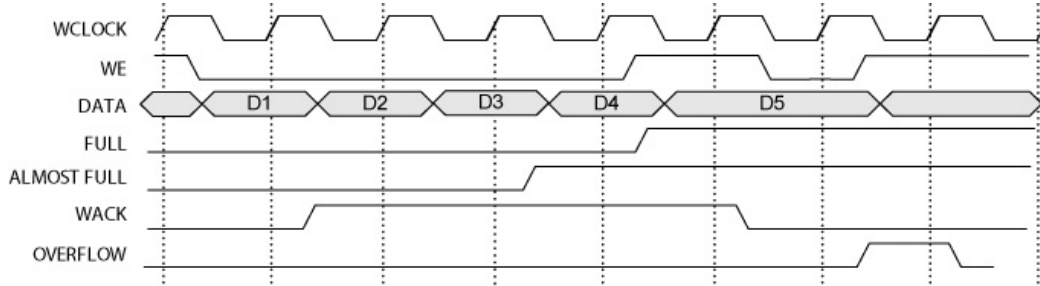 WCLOCK
WE
DATA D1 D2 D3 D4 D5
FULL
ALMOST FULL
WACK
OVERFLOW